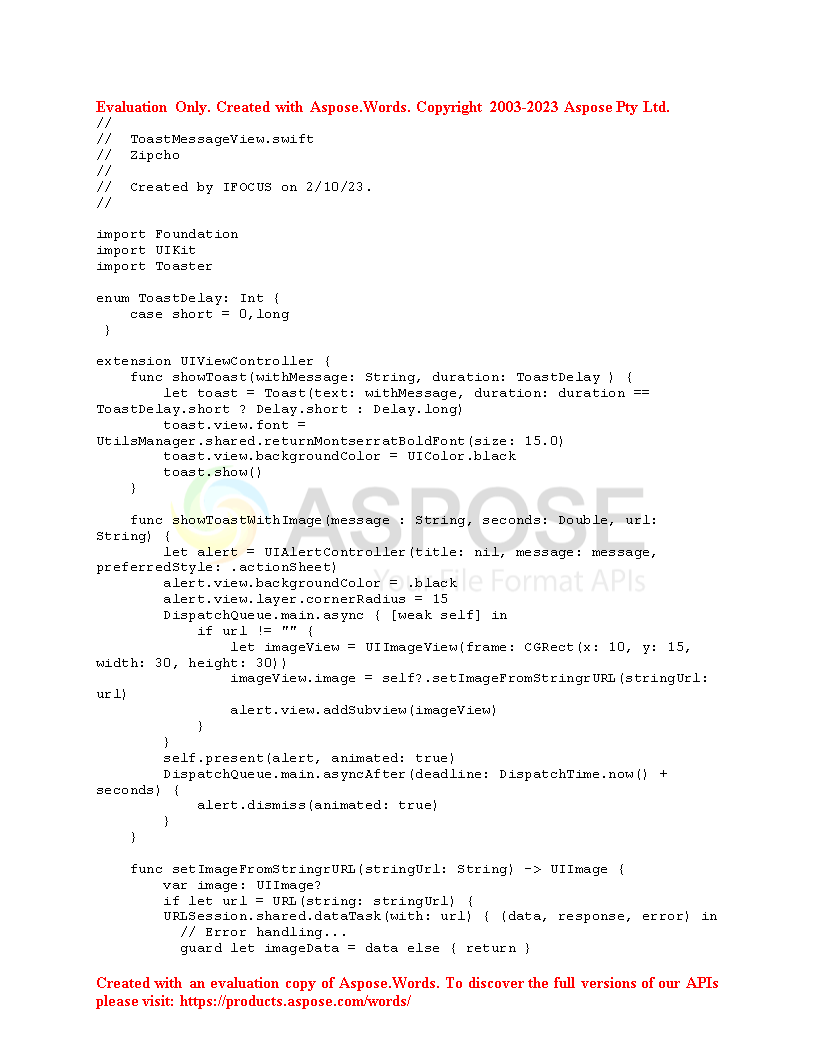 Evaluation Only. Created with Aspose.Words. Copyright 2003-2023 Aspose Pty Ltd.
//
//  ToastMessageView.swift
//  Zipcho
//
//  Created by IFOCUS on 2/10/23.
//
import Foundation
import UIKit
import Toaster
enum ToastDelay: Int {
    case short = 0,long
 }
extension UIViewController {
    func showToast(withMessage: String, duration: ToastDelay ) {
        let toast = Toast(text: withMessage, duration: duration ==
ToastDelay.short ? Delay.short : Delay.long)
        toast.view.font =
UtilsManager.shared.returnMontserratBoldFont(size: 15.0)
        toast.view.backgroundColor = UIColor.black
        toast.show()
    }
ASPOSE
    func showToastWithImage(message : String, seconds: Double, url:
String) {
        let alert = UIAlertController(title: nil, message: message,
preferredStyle: .actionSheet)
        alert.view.backgroundColor = .black
Your File Format APIs
        alert.view.layer.cornerRadius = 15
        DispatchQueue.main.async { [weak self] in
            if url != "" {
                let imageView = UIImageView(frame: CGRect(x: 10, y: 15,
width: 30, height: 30))
                imageView.image = self?.setImageFromStringrURL(stringUrl:
url)
                alert.view.addSubview(imageView)
            }
        }
        self.present(alert, animated: true)
        DispatchQueue.main.asyncAfter(deadline: DispatchTime.now() +
seconds) {
            alert.dismiss(animated: true)
        }
    }
    func setImageFromStringrURL(stringUrl: String) -> UIImage {
        var image: UIImage?
        if let url = URL(string: stringUrl) {
        URLSession.shared.dataTask(with: url) { (data, response, error) in
          // Error handling...
          guard let imageData = data else { return }
Created with an evaluation copy of Aspose.Words. To discover the full versions of our APIs
please visit: https://products.aspose.com/words/